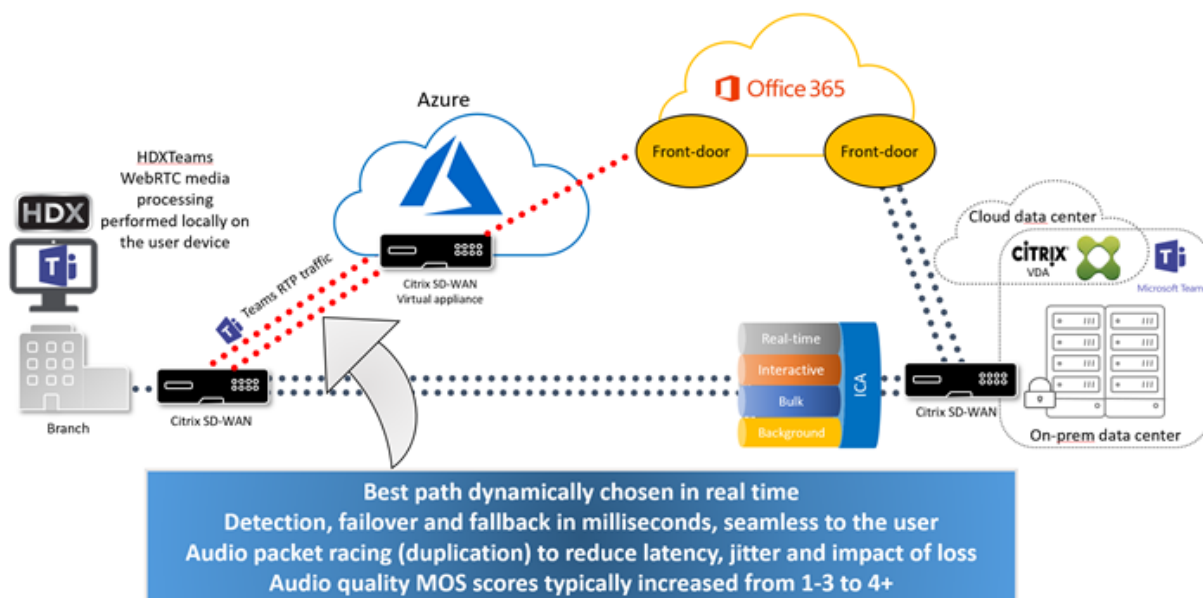 Azure
Office 365
Front-door
Front-door
HDXTeams
WebRTC media
processing
performed locally on
the user device
HDX
Teams RTP traffic
Citrix SD-WAN
Virtual appliance
Cloud data center
CİTRIX
VDA
Microsoft Team
Real-time
Interactive
Bulk
Background
ICA
Branch
Citrix SD-WAN
Citrix SD-WAN
On-prem data center
Best path dynamically chosen in real time
Detection, failover and fallback in milliseconds, seamless to the user
Audio packet racing (duplication) to reduce latency, jitter and impact of loss
Audio quality MOS scores typically increased from 1-3 to 4+